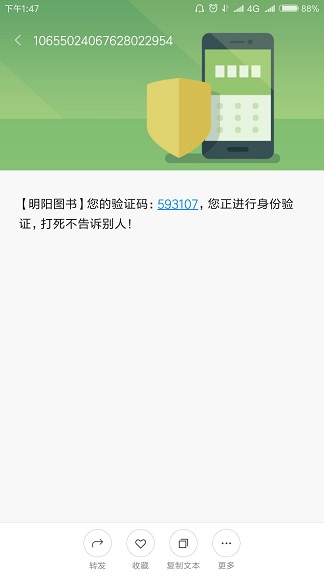 下午1:47
4G
88%
10655024067628022954
【明阳图书】您的验证码：593107，您正进行身份验
证，打死不告诉别人！
转发
收藏
复制文本
更多